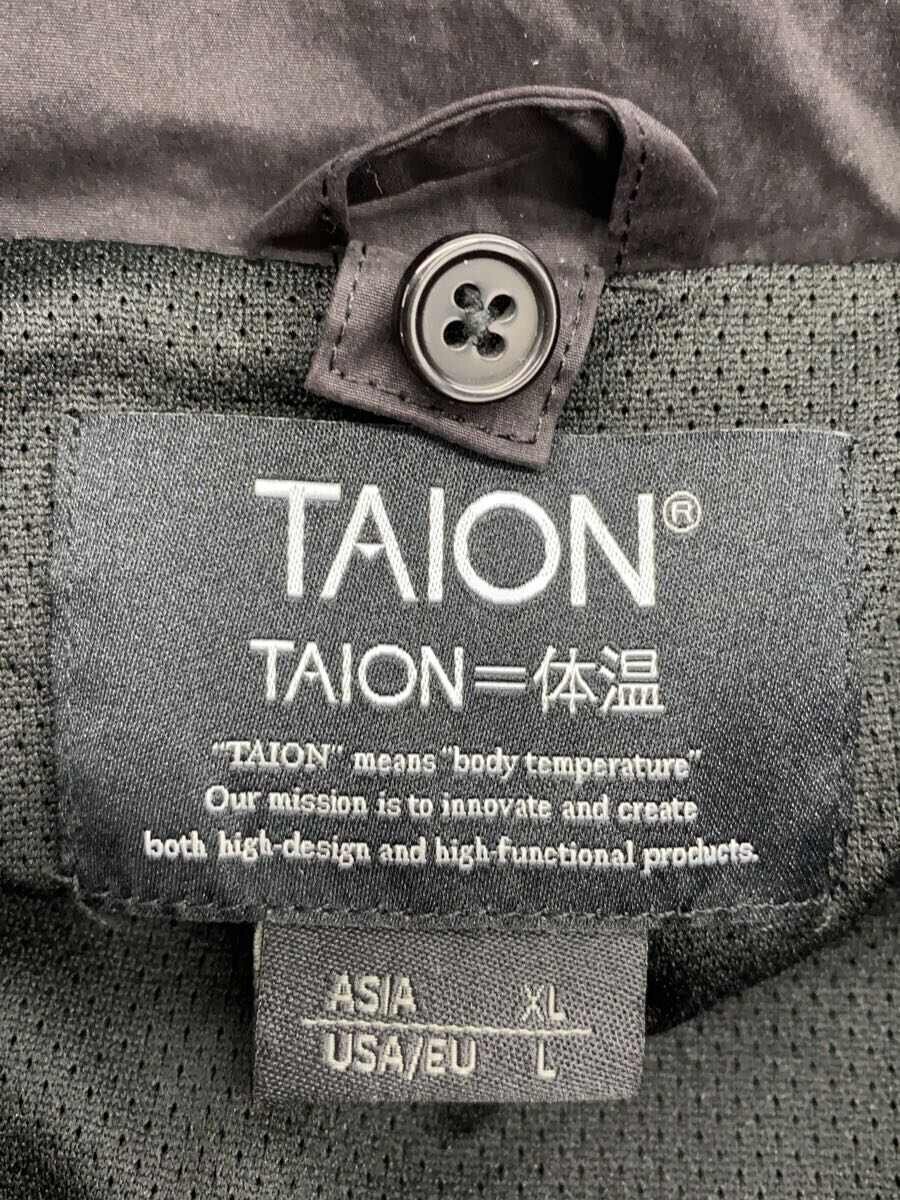 TAION®
TAION=体温
"TAION" means "body temperature"
Our mission is to innovate and create
both high-design and high-functional products.
ASIA XL
USA/EU L